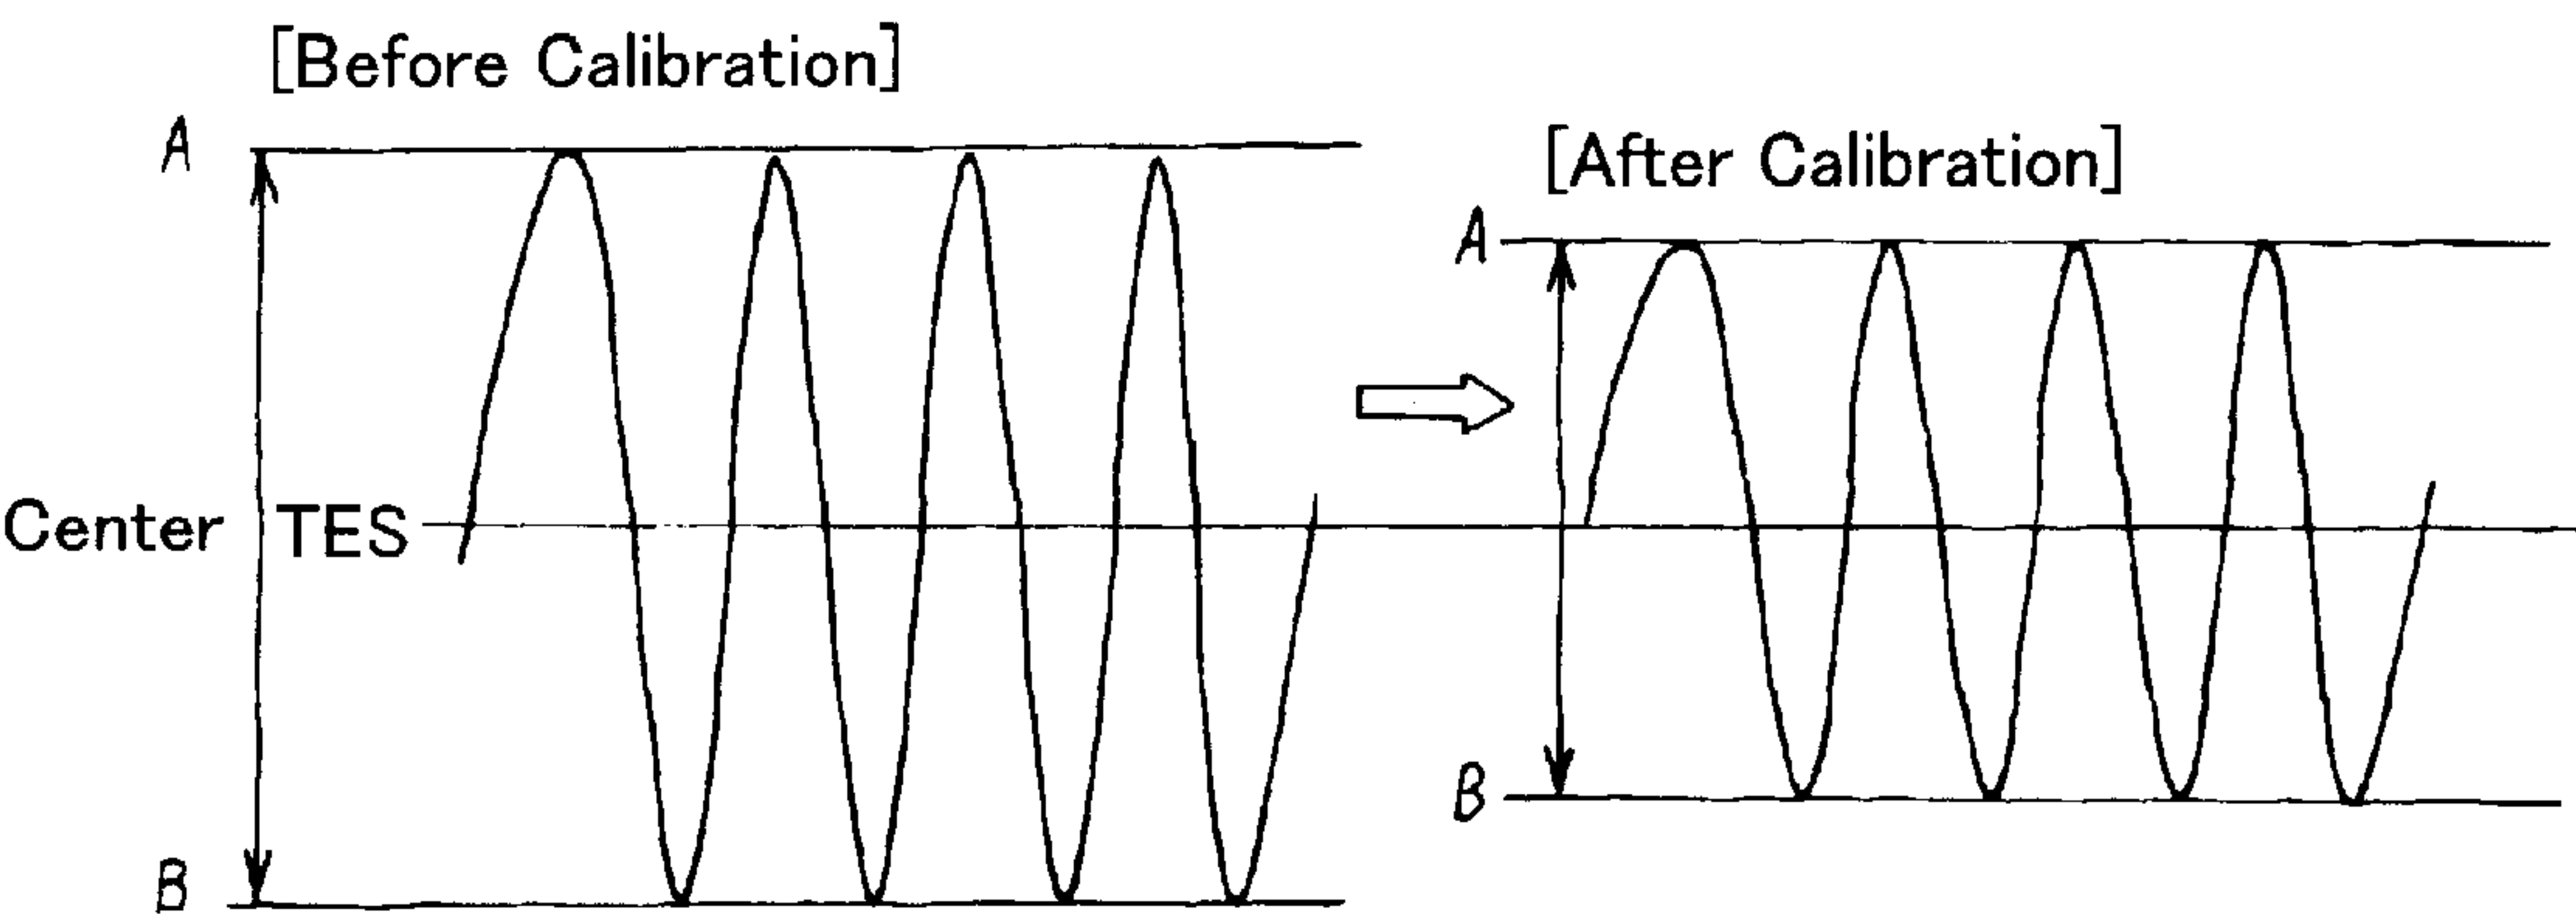 [Before Calibration]
A
Center TES
B
[After Calibration]
A
B